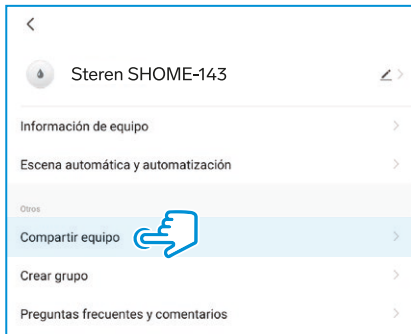 Steren SHOME-143
Información de equipo
Escena automática y automatización
Otros
Compartir equipo
Crear grupo
Preguntas frecuentes y comentarios